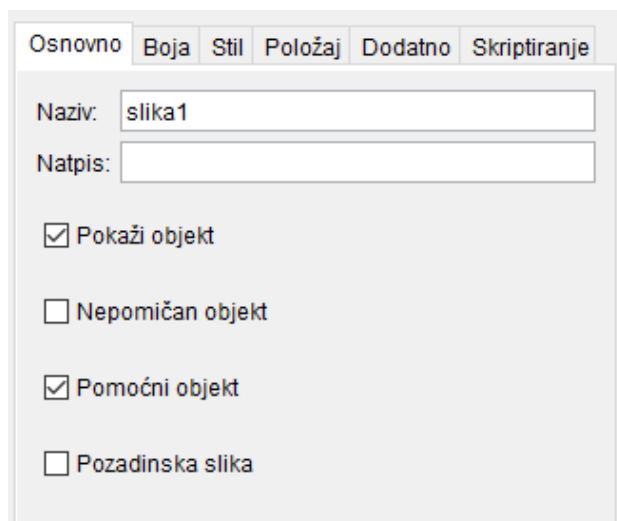 Osnovno Boja Stil Položaj Dodatno Skriptiranje
Naziv: slika1
Natpis:
Pokaži objekt
Nepomičan objekt
Pomoćni objekt
Pozadinska slika